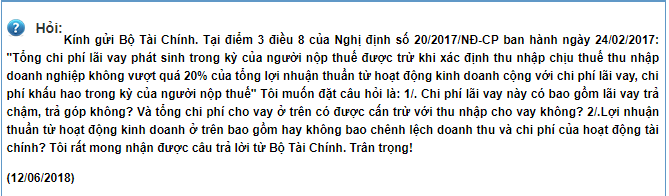 Hỏi:
Kính gửi Bộ Tài Chính. Tại điểm 3 điều 8 của Nghị định số 20/2017/NĐ-CP ban hành ngày 24/02/2017:
"Tổng chi phí lãi vay phát sinh trong kỳ của người nộp thuế được trừ khi xác định thu nhập chịu thuế thu nhập
doanh nghiệp không vượt quá 20% của tổng lợi nhuận thuần từ hoạt động kinh doanh cộng với chi phí lãi vay, chi
phí khấu hao trong kỳ của người nộp thuế" Tôi muốn đặt câu hỏi là: 1/. Chi phí lãi vay này có bao gồm lãi vay trả
chậm, trả góp không? Và tổng chi phí cho vay ở trên có được cấn trừ với thu nhập cho vay không? 2/.Lợi nhuận
thuần từ hoạt động kinh doanh ở trên bao gồm hay không bao chênh lệch doanh thu và chi phí của hoạt động tài
chính? Tôi rất mong nhận được câu trả lời từ Bộ Tài Chính. Trân trọng!
(12/06/2018)